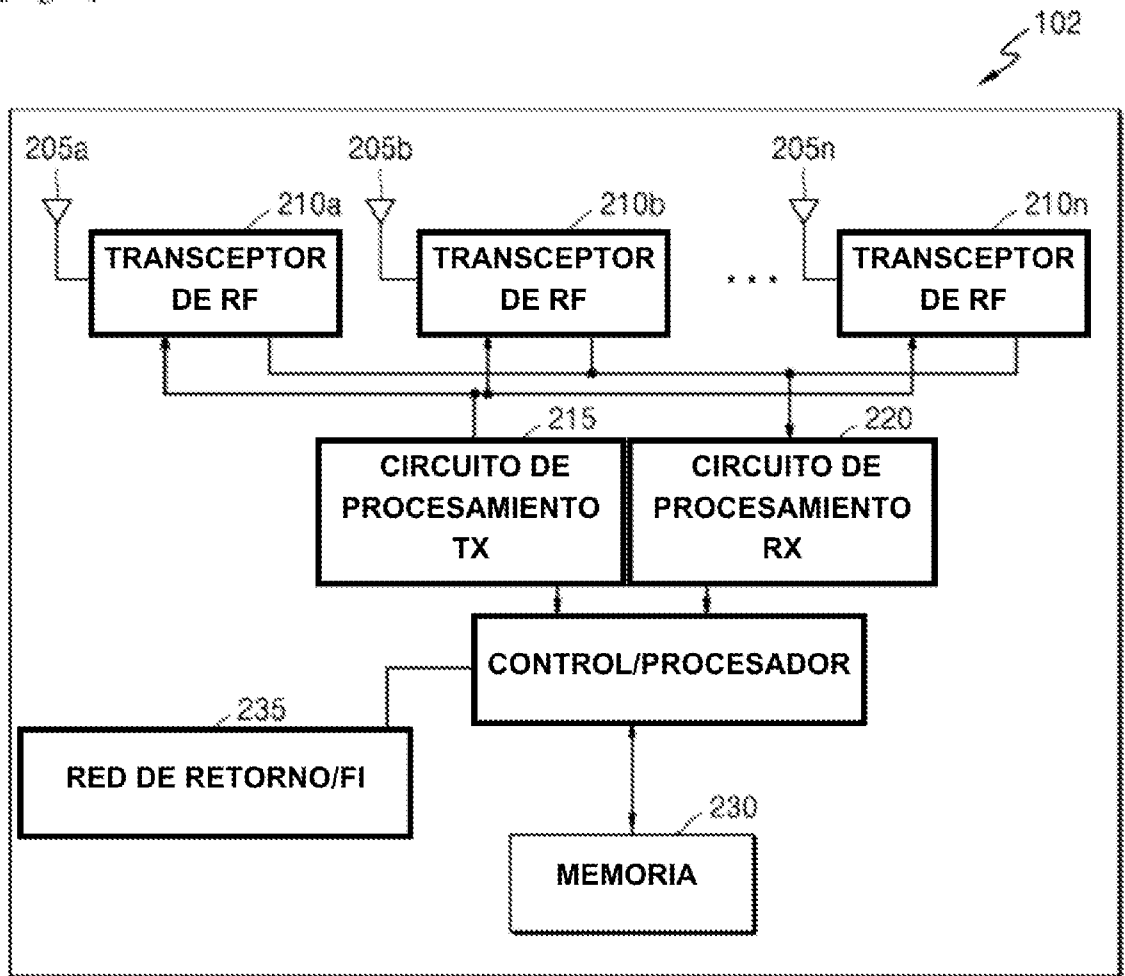 102
205a
205b
205n
210a
210b
210n
TRANSCEPTOR
DE RF
TRANSCEPTOR
DE RF
...
TRANSCEPTOR
DE RF
215
220
CIRCUITO DE
PROCESAMIENTO
TX
CIRCUITO DE
PROCESAMIENTO
RX
CONTROL/PROCESADOR
235
RED DE RETORNO/FI
230
MEMORIA